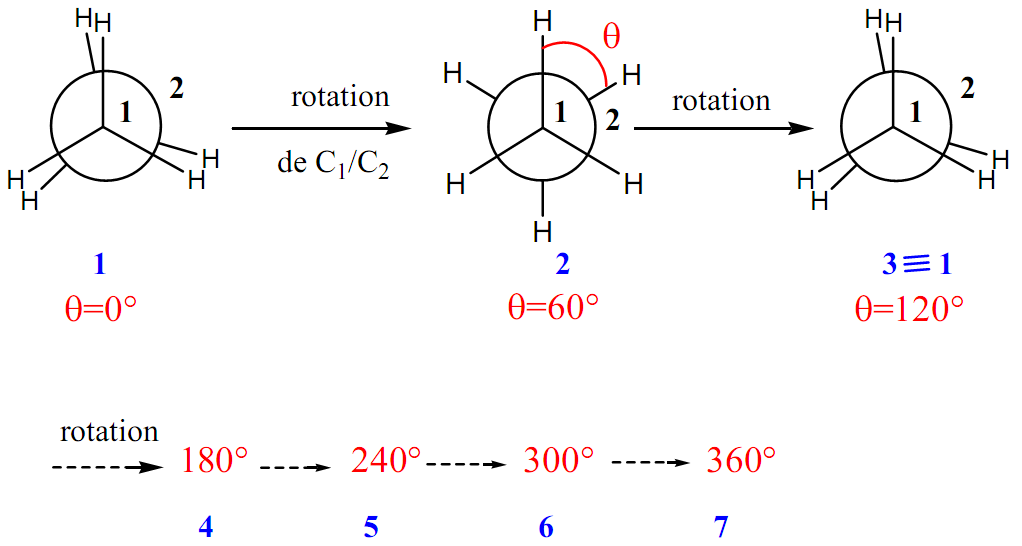 HH
H
θ
2
H
H
2
rotation
rotation
1
1
1
2
de C₁/C₂
H
H
H
H
H
H
H
H
H
H
H
H
H
1
2
3≡1
θ=0°
θ=60°
θ=120°
rotation
180°
240°
300°
360°
4
5
6
7